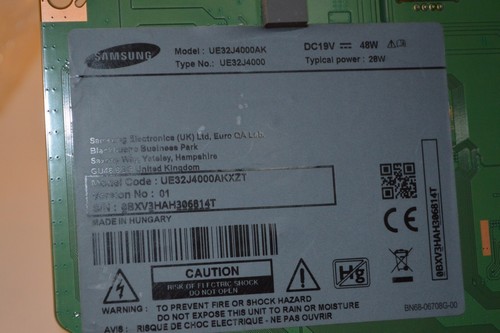 SAMSUNG
Model : UE32J4000AK
Type No.: UE32J4000
DC19V 48W
Typical power : 28W
Samsung Electronics (UK) Ltd, Euro QA Lab.
Blackbushe Business Park
Saxony Way, Yateley, Hampshire
GU46 United Kingdom
Model Code : UE32J4000AKXZT
Version No : 01
S/N : 0BXV3HAH306814T
MADE IN HUNGARY
0BXV3HAH306814T
CAUTION
RISK OF ELECTRIC SHOCK
DO NOT OPEN
Hg
BN68-06708G-00
WARNING : TO PREVENT FIRE OR SHOCK HAZARD
DO NOT EXPOSE THIS UNIT TO RAIN OR MOISTURE
AVIS : RISQUE DE CHOC ELECTRIQUE - NE PAS